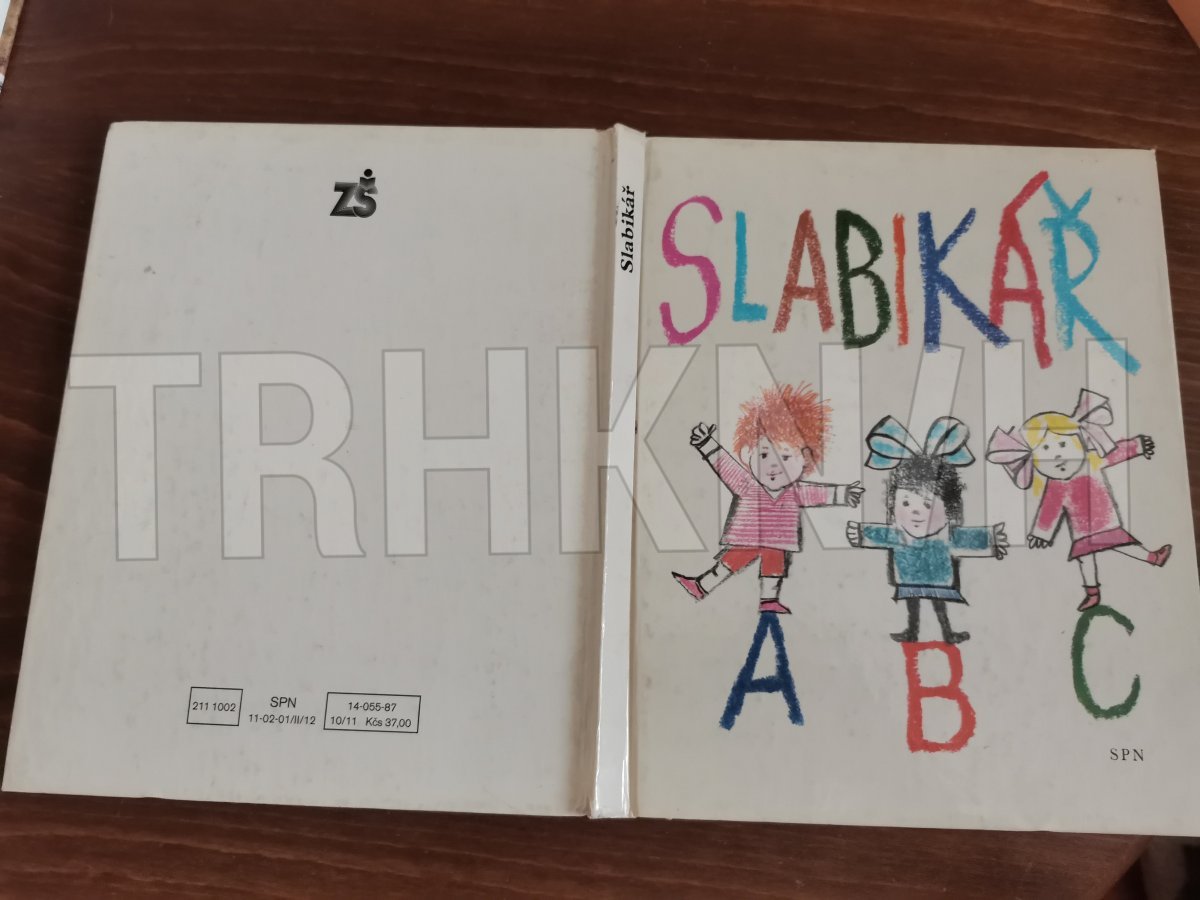 ZŠ
211 1002
SPN
11-02-01/II/12
14-055-87
10/11 Kčs 37,00
Slabikář
SLABIKÁŘ
A B C
SPN
TRHKNIH